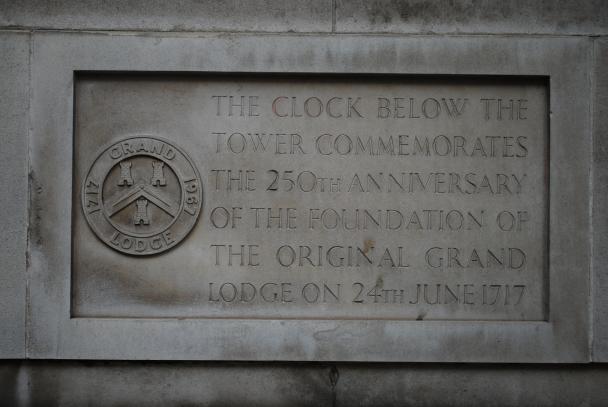 GRAND
1717 1967
LODGE
THE CLOCK BELOW THE
TOWER COMMEMORATES
THE 250TH ANNIVERSARY
OF THE FOUNDATION OF
THE ORIGINAL GRAND
LODGE ON 24TH JUNE 1717